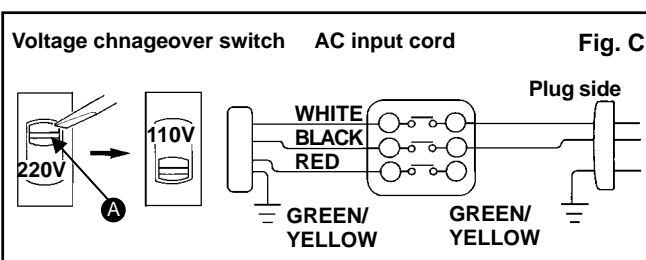 Voltage chnageover switch AC input cord Fig. C
Plug side
WHITE
110V
BLACK
RED
220V
A
GREEN/ GREEN/
YELLOW YELLOW